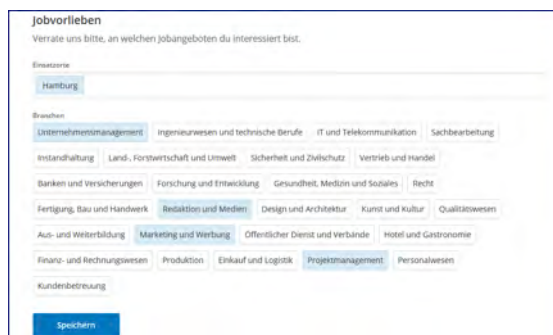 Jobvorlieben
Verrate uns bitte, an welchen Jobangeboten du interessiert bist.
Einsatzorte
Hamburg
Branchen
Unternehmensmanagement Ingenieurwesen und technische Berufe IT und Telekommunikation Sachbearbeitung
Instandhaltung Land-, Forstwirtschaft und Umwelt Sicherheit und Zivilschutz Vertrieb und Handel
Banken und Versicherungen Forschung und Entwicklung Gesundheit, Medizin und Soziales Recht
Fertigung, Bau und Handwerk Redaktion und Medien Design und Architektur Kunst und Kultur Qualitätswesen
Aus- und Weiterbildung Marketing und Werbung Öffentlicher Dienst und Verbände Hotel und Gastronomie
Finanz- und Rechnungswesen Produktion Einkauf und Logistik Projektmanagement Personalwesen
Kundenbetreuung
Speichern